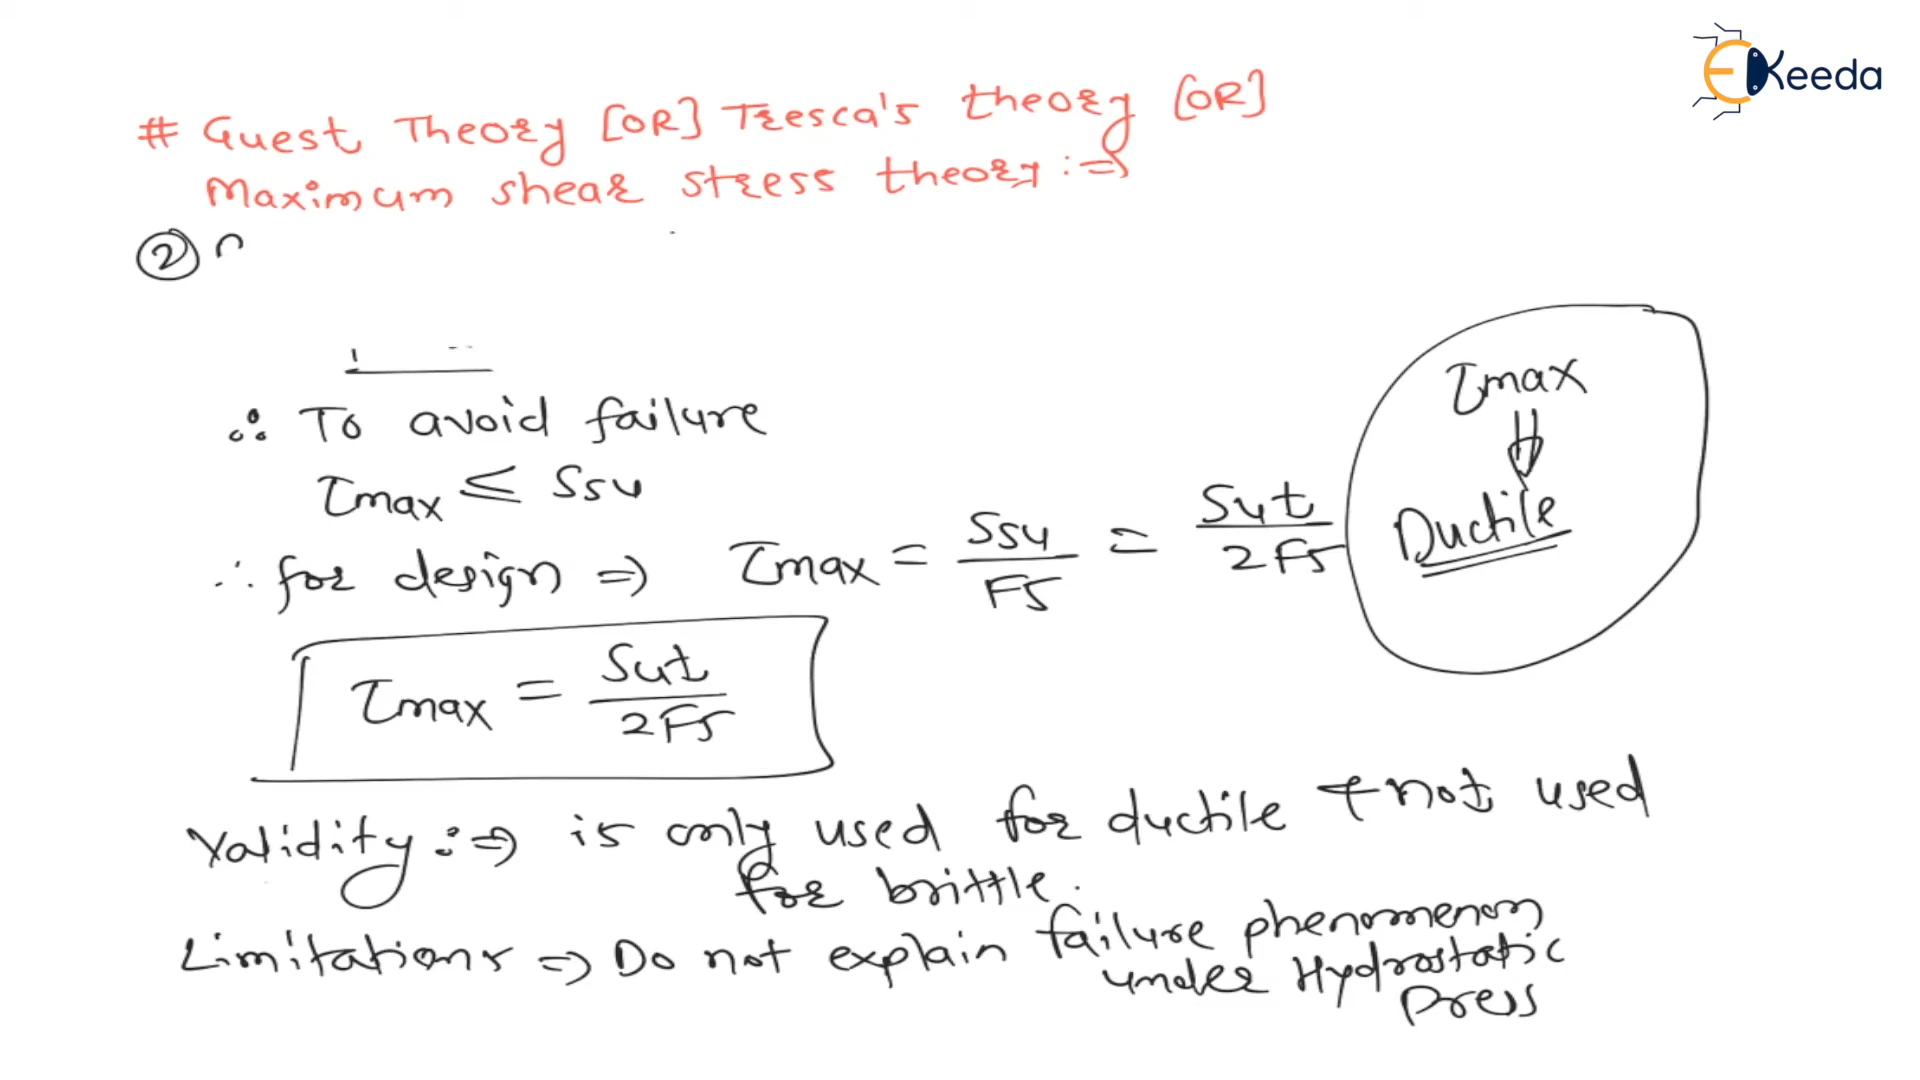 EKeeda
# Guest Theory [OR] Tresca's theory [OR]
Maximum shear stress theory :⇒
②
∴ To avoid failure
τmax ≤ Ssu
∴ for design ⇒ τmax = Ssu/FS = Sut/2FS
τmax
⇓
Ductile
τmax = Sut/2FS
Validity :⇒ is only used for ductile & not used
for brittle.
Limitations ⇒ Do not explain failure phenomenon
under Hydrostatic
Press